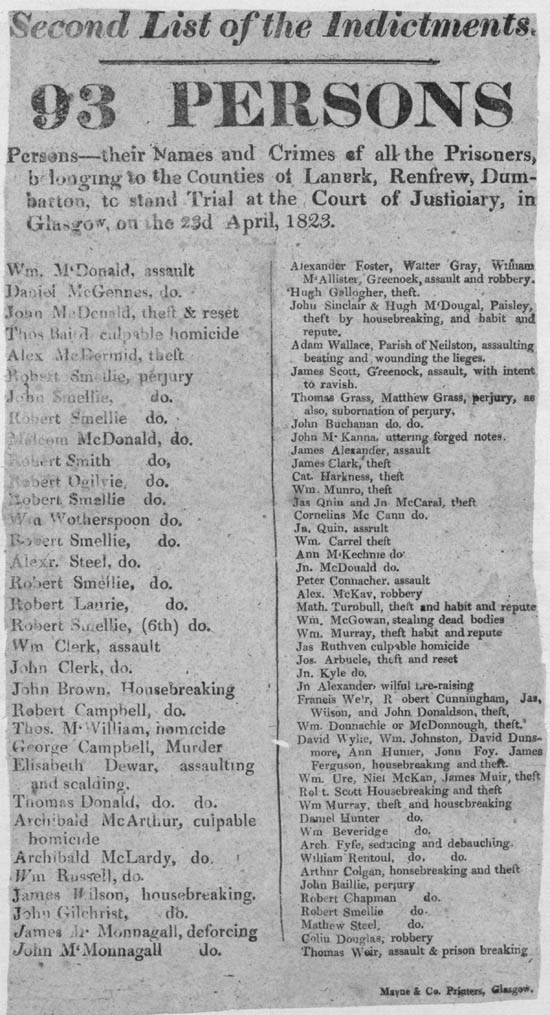 Second List of the Indictments.
93 PERSONS
Persons—their Names and Crimes of all the Prisoners,
belonging to the Counties of Lanerk, Renfrew, Dum-
barton, to stand Trial at the Court of Justioiary, in
Glasgow, on the 23d April, 1823.
Wm. M'Donald, assault
Daniel McGennes, do.
John McDonald, theft & reset
Thos Baird culpable homicide
Alex McDermid, theft
Robert Smellie, perjury
John Smellie, do.
Robert Smellie do.
Malcom McDonald, do.
Robert Smith do,
Robert Ogilvie, do.
Robert Smellie do.
Wm Wotherspoon do.
Robert Smellie, do.
Alexr. Steel, do.
Robert Smellie, do.
Robert Laurie, do.
Robert Smellie, (6th) do.
Wm Clerk, assault
John Clerk, do.
John Brown, Housebreaking
Robert Campbell, do.
Thos. M'William, homicide
George Campbell, Murder
Elisabeth Dewar, assaulting
and scalding.
Thomas Donald, do. do.
Archibald McArthur, culpable
homicide
Archibald McLardy, do.
Wm Russell, do.
James Wilson, housebreaking.
John Gilchrist, do.
James Jr Monnagall, deforcing
John M'Monnagall do.
Alexander Foster, Walter Gray, William
M'Allister, Greenock, assault and robbery.
Hugh Gallogher, theft.
John Sinclair & Hugh M'Dougal, Paisley,
theft by housebreaking, and habit and
repute.
Adam Wallace, Parish of Neilston, assaulting
beating and wounding the lieges.
James Scott, Greenock, assault, with intent
to ravish.
Thomas Grass, Matthew Grass, perjury, as
also, subornation of perjury.
John Buchanan do. do.
John M'Kanna, uttering forged notes.
James Alexander, assault
James Clark, theft
Cat. Harkness, theft
Wm. Munro, theft
Jas Quin and Jn McCaral, theft
Cornelius Mc Cann do.
Jn. Quin, assrult
Wm. Carrel theft
Ann M'Kechnie do
Jn. McDouald do.
Peter Connacher. assault
Alex. McKay, robbery
Math. Turnbull, theft and habit and repute
Wm. McGowan, stealing dead bodies
Wm. Murray, theft habit and repute
Jas Ruthven culpable homicide
Jos. Arbucle, theft and reset
Jn. Kyle do.
Jn Alexander wilful fire-raising
Francis We'r, R obert Cunningham, Jas,
Wilson, and John Donaldson, theft.
Wm. Donnachie or McDonnough, theft.
David Wylie, Wm. Johnston, David Duns-
more, Ann Hunter, John Foy. James
Ferguson, housebreaking and theft.
Wm. Ure, Niel McKan, James Muir, theft
Robt. Scott Housebreaking and theft
Wm Murray, theft and housebreaking
Daniel Hunter do.
Wm Beveridge do.
Arch. Fyfe, seducing and debauching.
William Rentoul, do, do.
Arthur Colgan, honsebreaking and theft
John Baillie, perjury
Robert Chapman do.
Robert Smellie do
Mathew Steel, do.
Colin Douglas, robbery
Thomas Weir, assault & prison breaking
Mayne & Co. Printers, Glasgow.